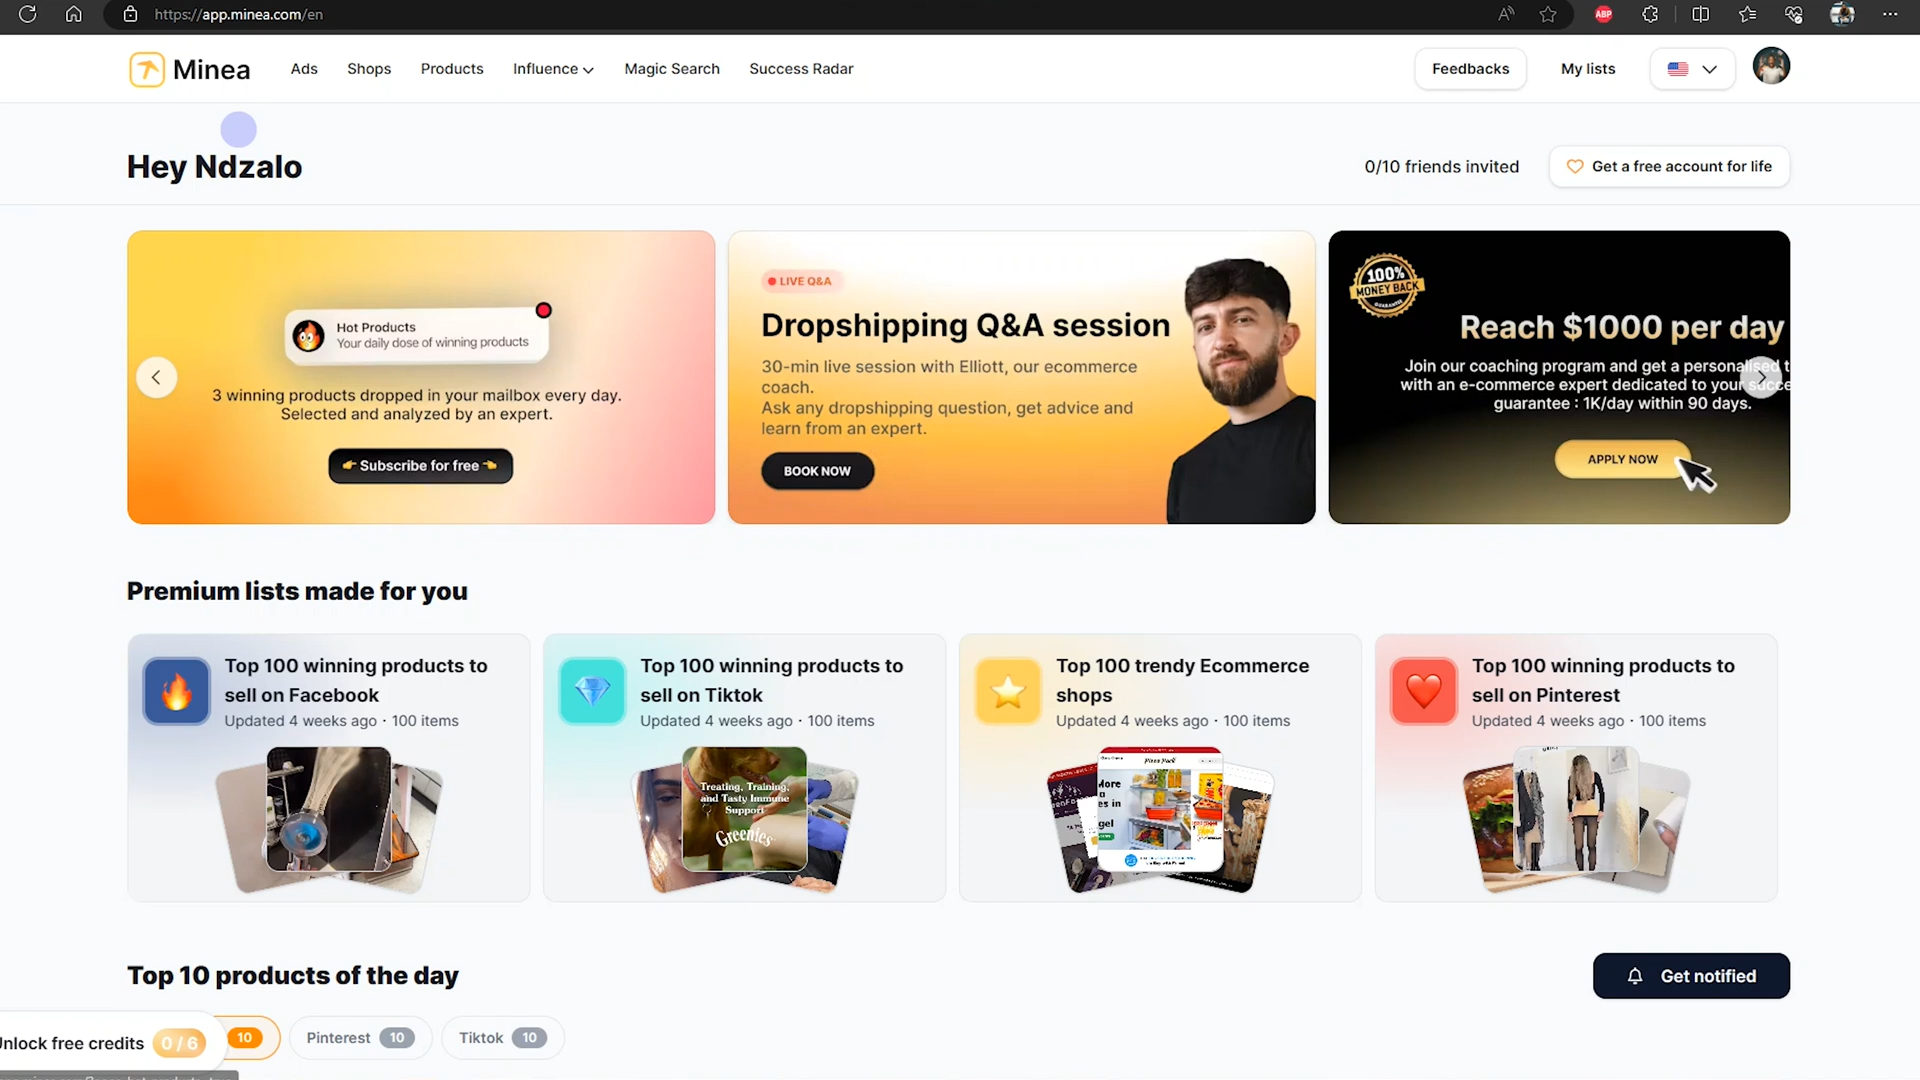 https://app.minea.com/en
ABP
Minea
Ads
Shops
Products
Influence
Magic Search
Success Radar
Feedbacks
My lists
Hey Ndzalo
0/10 friends invited
Get a free account for life
Hot Products
Your daily dose of winning products
3 winning products dropped in your mailbox every day.
Selected and analyzed by an expert.
Subscribe for free
LIVE Q&A
Dropshipping Q&A session
30-min live session with Elliott, our ecommerce
coach.
Ask any dropshipping question, get advice and
learn from an expert.
BOOK NOW
100%
MONEY BACK
GUARANTEE
Reach $1000 per day
Join our coaching program and get a personalised t
with an e-commerce expert dedicated to your succe
guarantee : 1K/day within 90 days.
APPLY NOW
Premium lists made for you
Top 100 winning products to
sell on Facebook
Updated 4 weeks ago · 100 items
Top 100 winning products to
sell on Tiktok
Updated 4 weeks ago · 100 items
Treating, Training,
and Tasty Immune
Support
Greenies
Top 100 trendy Ecommerce
shops
Updated 4 weeks ago · 100 items
Top 100 winning products to
sell on Pinterest
Updated 4 weeks ago · 100 items
Top 10 products of the day
Get notified
Unlock free credits 0 / 6
10
Pinterest 10
Tiktok 10